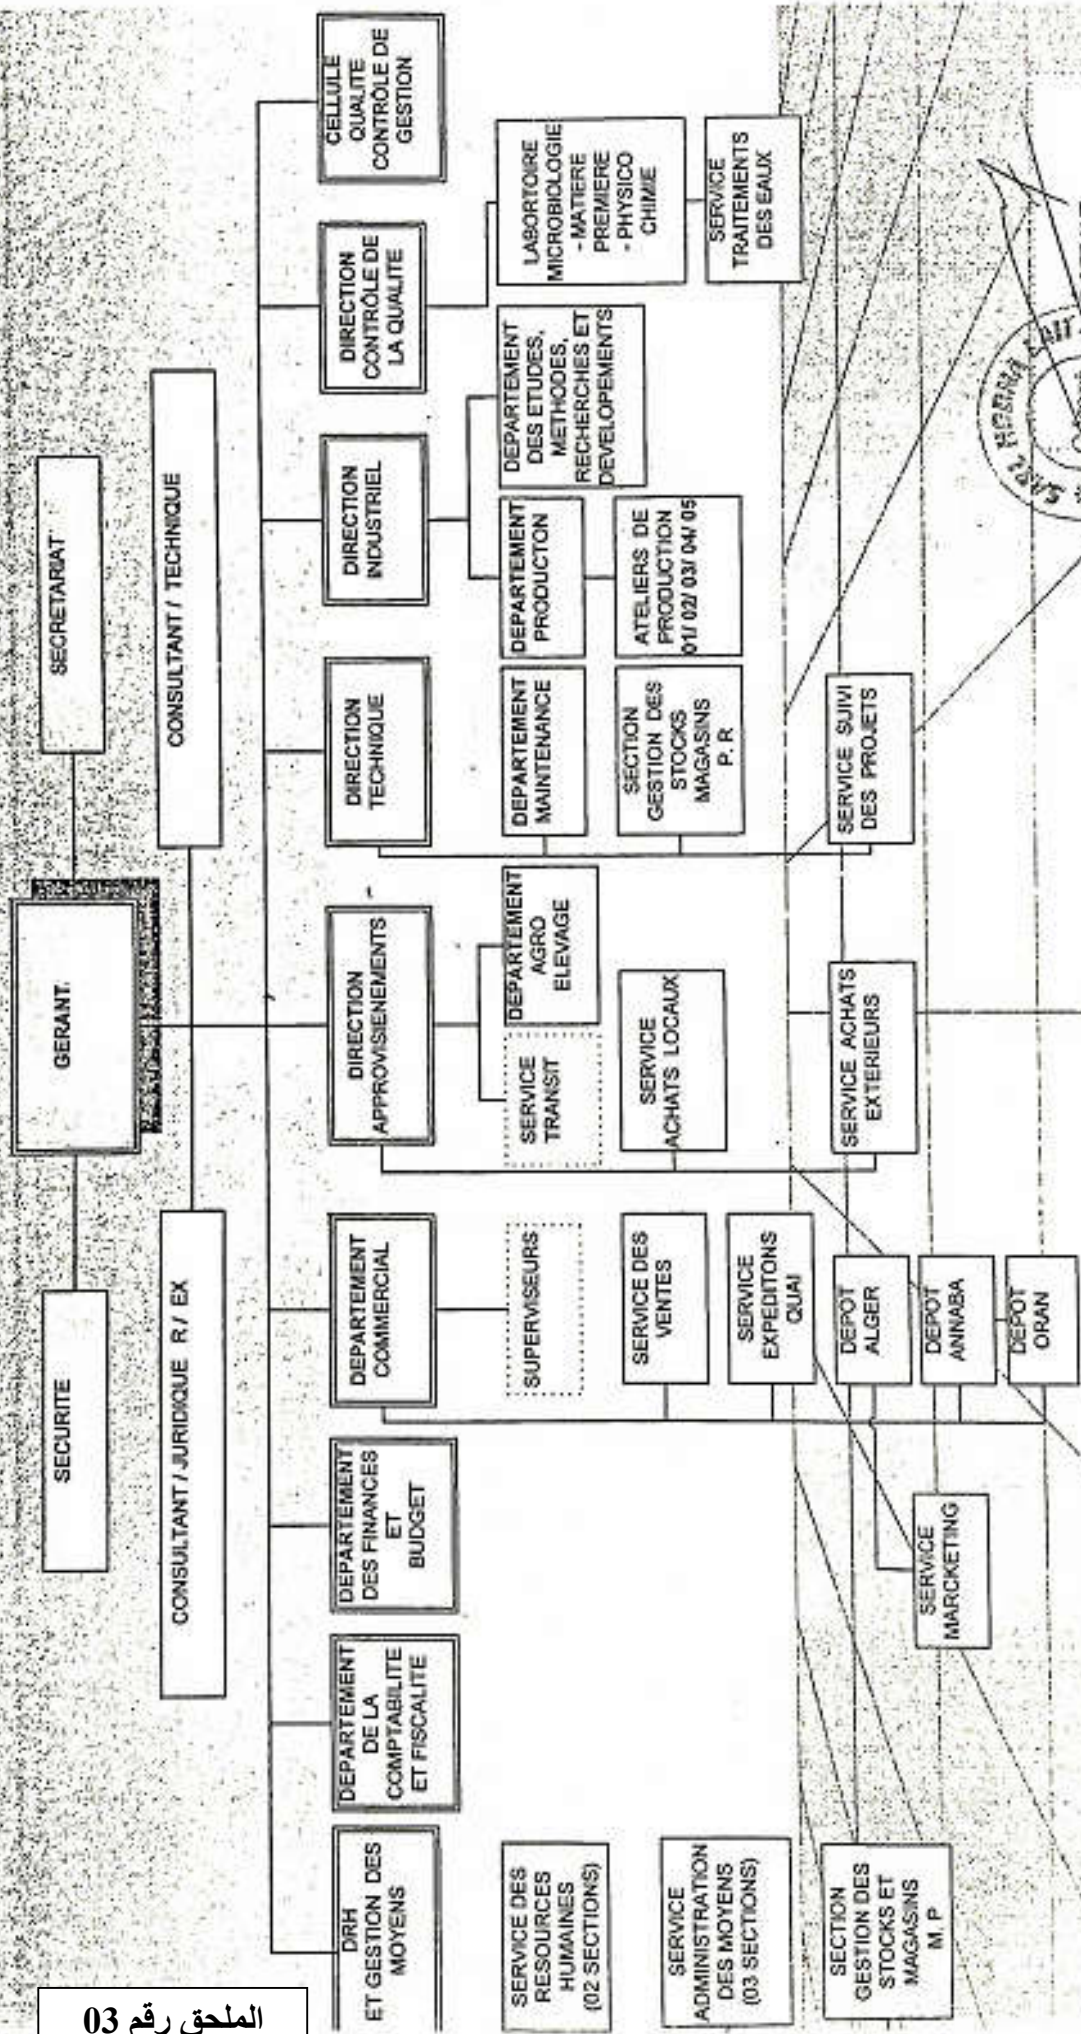 GERANT
SECURITE
SECRETARIAT
CONSULTANT / JURIDIQUE R / EX
CONSULTANT / TECHNIQUE
DRH
ET GESTION DES
MOYENS
DEPARTEMENT
DE LA
COMPTABILITE
ET FISCALITE
DEPARTEMENT
DES FINANCES
ET
BUDGET
DEPARTEMENT
COMMERCIAL
DIRECTION
APPROVISIENEMENTS
DIRECTION
TECHNIQUE
DIRECTION
INDUSTRIEL
DIRECTION
CONTRÔLE DE
LA QUALITE
CELLULE
QUALITE
CONTRÔLE DE
GESTION
SERVICE DES
RESOURCES
HUMAINES
(02 SECTIONS)
SUPERVISEURS
SERVICE
TRANSIT
DEPARTEMENT
AGRO
ELEVAGE
DEPARTEMENT
MAINTENANCE
DEPARTEMENT
PRODUCTON
DEPARTEMENT
DES ETUDES,
METHODES,
RECHERCHES ET
DEVELOPEMENTS
LABORTOIRE
MICROBIOLOGIE
- MATIERE
PREMIERE
- PHYSICO
CHIMIE
SERVICE
ADMINISTRATION
DES MOYENS
(03 SECTIONS)
SERVICE DES
VENTES
SERVICE
ACHATS LOCAUX
SECTION
GESTION DES
STOCKS
MAGASINS
P. R
ATELIERS DE
PRODUCTION
01/ 02/ 03/ 04/ 05
SERVICE
TRAITEMENTS
DES EAUX
SERVICE
EXPEDITONS
QUAI
SECTION
GESTION DES
STOCKS ET
MAGASINS
M. P
DEPOT
ALGER
SERVICE ACHATS
EXTERIEURS
SERVICE SUIVI
DES PROJETS
SERVICE
MARCKETING
DEPOT
ANNABA
DEPOT
ORAN
SARL HODNA
الملحق رقم 03